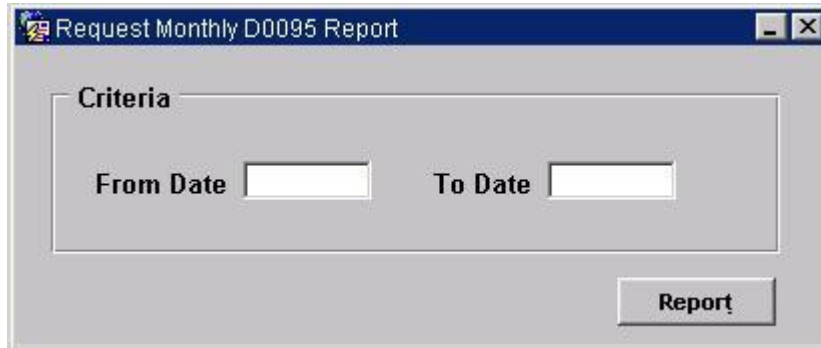 Request Monthly D0095 Report
Criteria
From Date To Date
Report